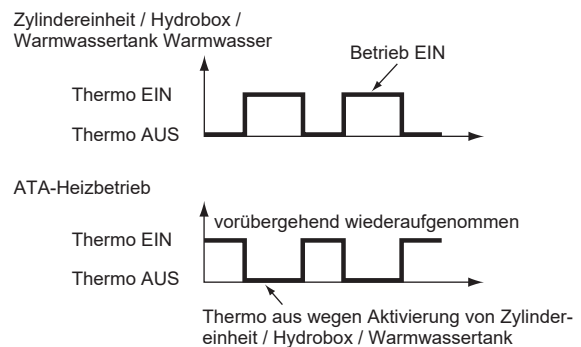 Zylindereinheit / Hydrobox /
Warmwassertank Warmwasser
Betrieb EIN
Thermo EIN
Thermo AUS
ATA-Heizbetrieb
vorübergehend wiederaufgenommen
Thermo EIN
Thermo AUS
Thermo aus wegen Aktivierung von Zylinder-
einheit / Hydrobox / Warmwassertank